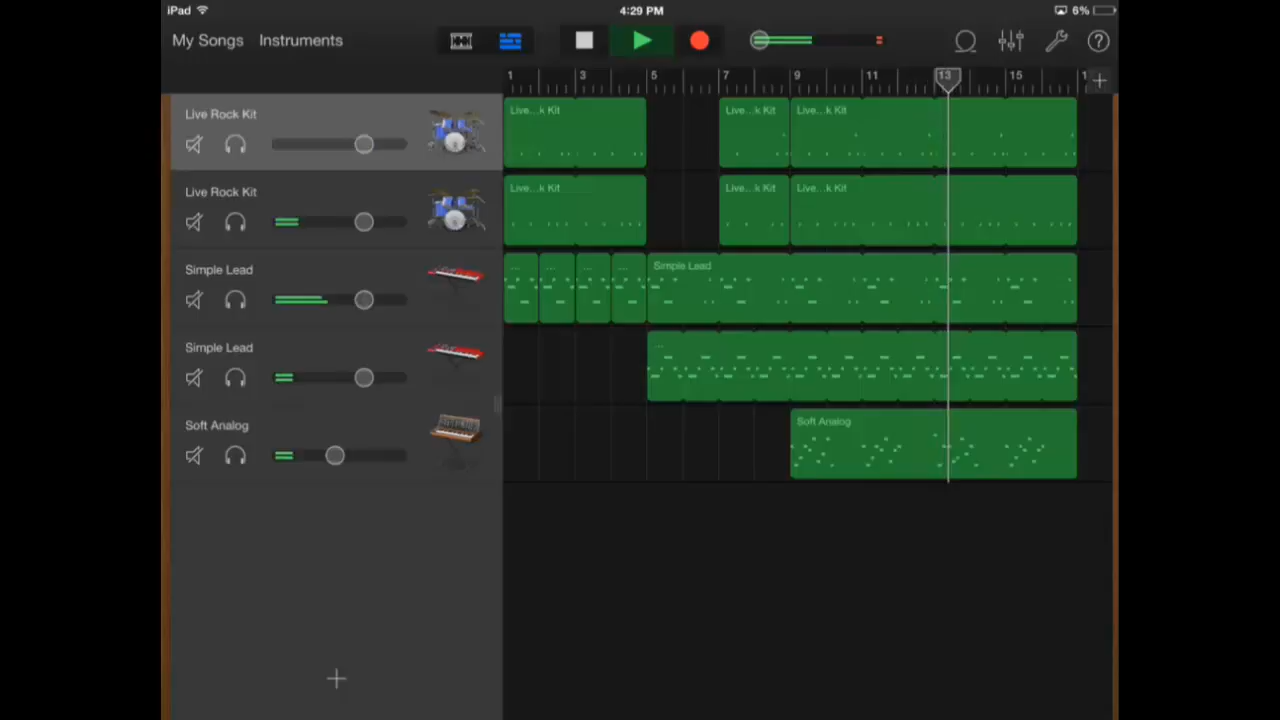 iPad 4:29 PM 6%
My Songs Instruments
1 3 5 7 9 11 13 15 1
Live Rock Kit Live...k Kit Live...k Kit Live...k Kit
Live Rock Kit Live...k Kit Live...k Kit Live...k Kit
Simple Lead ... ... ... ... Simple Lead
Simple Lead ...
Soft Analog Soft Analog